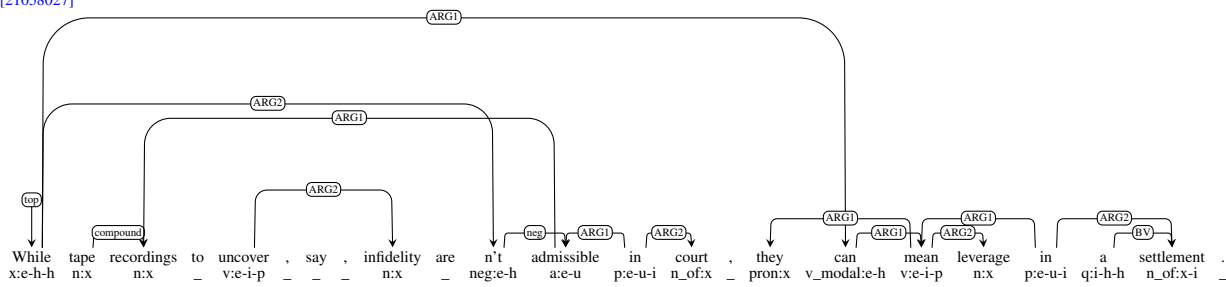 [21058027]
ARG1
ARG2
ARG1
top ARG2
compound neg ARG1 ARG2 ARG1 ARG1 ARG2 ARG1 ARG2 BV
While tape recordings to uncover , say , infidelity are n't admissible in court , they can mean leverage in a settlement .
x:e-h-h n:x n:x _ v:e-i-p _ _ _ n:x _ neg:e-h a:e-u p:e-u-i n_of:x _ pron:x v_modal:e-h v:e-i-p n:x p:e-u-i q:i-h-h n_of:x-i _